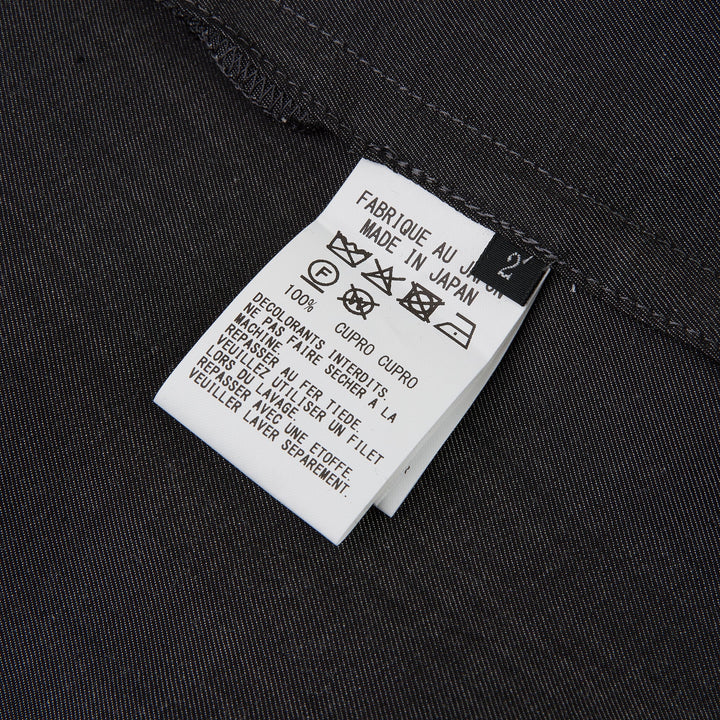 FABRIQUE AU JAPON
MADE IN JAPAN
2
F
100% CUPRO CUPRO
DECOLORANTS INTERDITS.
NE PAS FAIRE SECHER A LA
MACHINE.
REPASSER AU FER TIEDE.
VEUILLEZ UTILISER UN FILET
LORS DU LAVAGE.
REPASSER AVEC UNE ETOFFE.
VEUILLER LAVER SEPAREMENT.